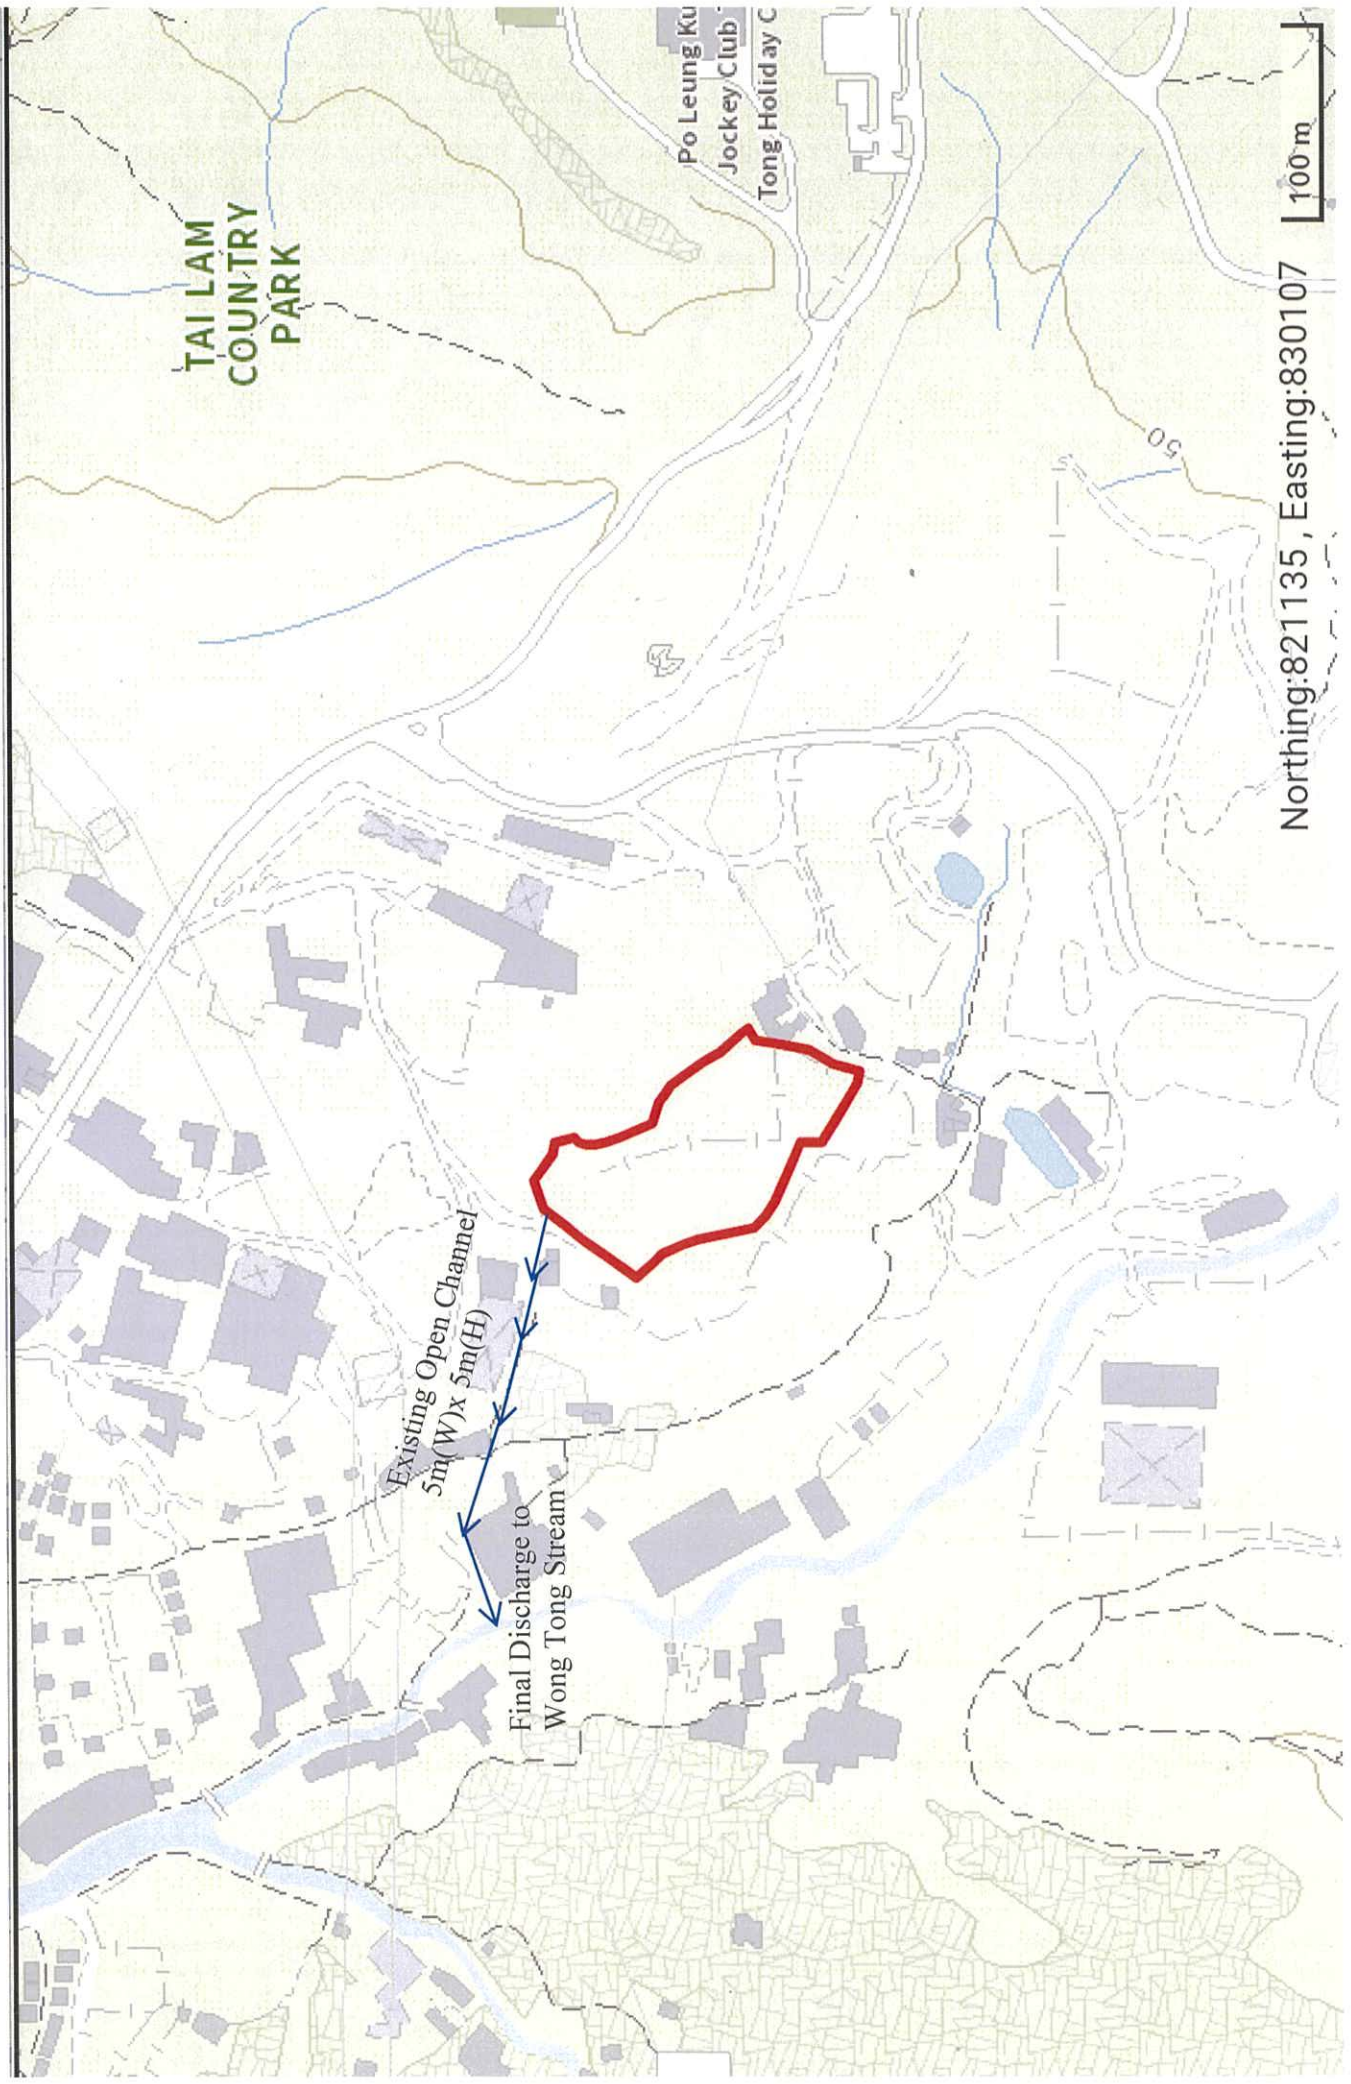 TAI LAM
COUNTRY
PARK
Po Leung Ku
Jockey Club
Tong Holiday C
Existing Open Channel
5m(W)x 5m(H)
Final Discharge to
Wong Tong Stream
50
100 m
Northing:821135, Easting:830107